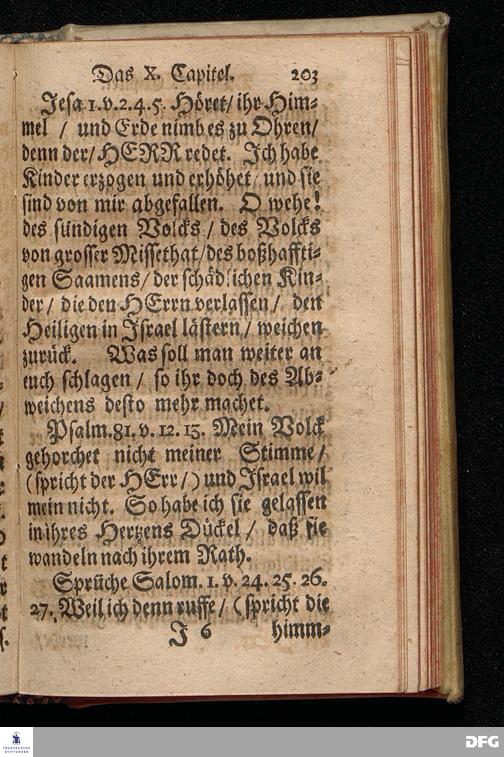 Das X. Capitel. 203
Jesa. 1. v. 2. 4. 5. Höret/ ihr Him-
mel / und Erde nimb es zu Ohren/
denn der/ HERR redet. Ich habe
Kinder erzogen und erhöhet/ und sie
sind von mir abgefallen. O wehe!
des sündigen Volcks / des Volcks
von grosser Missethat/ des boßhaffti-
gen Saamens/ der schädlichen Kin-
der/ die den HErrn verlassen/ den
Heiligen in Israel lästern/ weichen
zurück. Was soll man weiter an
euch schlagen / so ihr doch des Ab-
weichens desto mehr machet.
Psalm. 81. v. 12. 13. Mein Volck
gehorchet nicht meiner Stimme/
(spricht der HErr/) und Israel wil
mein nicht. So habe ich sie gelassen
in ihres Hertzens Dückel / daß sie
wandeln nach ihrem Rath.
Sprüche Salom. 1. v. 24. 25. 26.
27. Weil ich denn ruffe/ (spricht die
J 6 himm-
FRANCKESCHE
STIFTUNGEN
DFG